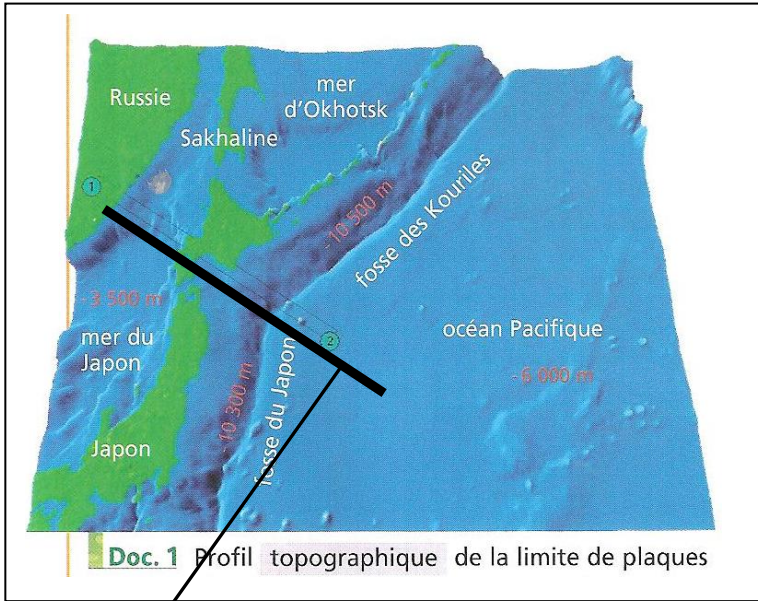 Russie
mer
d'Okhotsk
Sakhaline
1
-10 500 m
fosse des Kouriles
-3 500 m
mer du
Japon
2
océan Pacifique
-6 000 m
10 300 m
fosse du Japon
Japon
Doc. 1 Profil topographique de la limite de plaques